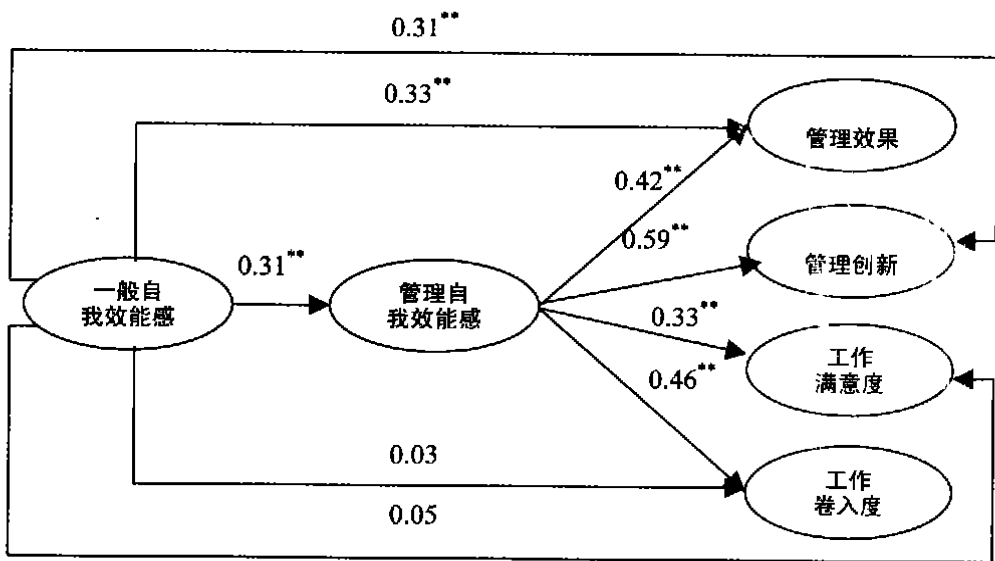 0.31**
0.33**
管理效果
0.42**
0.59**
管理创新
0.31**
一般自
我效能感
管理自
我效能感
0.33**
工作
满意度
0.46**
0.03
工作
卷入度
0.05